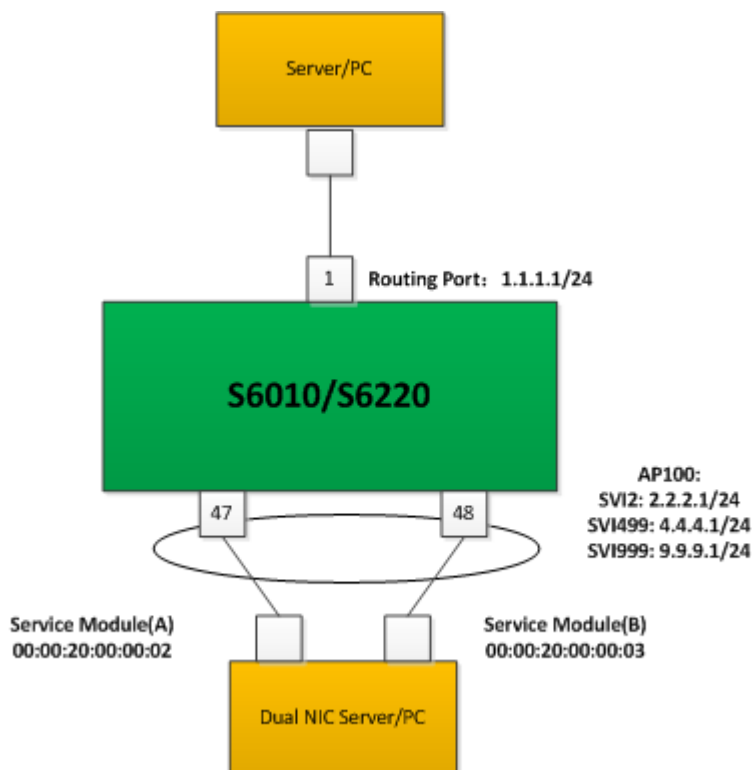 Server/PC
1
Routing Port： 1.1.1.1/24
S6010/S6220
47
48
AP100:
SVI2: 2.2.2.1/24
SVI499: 4.4.4.1/24
SVI999: 9.9.9.1/24
Service Module(A)
00:00:20:00:00:02
Service Module(B)
00:00:20:00:00:03
Dual NIC Server/PC